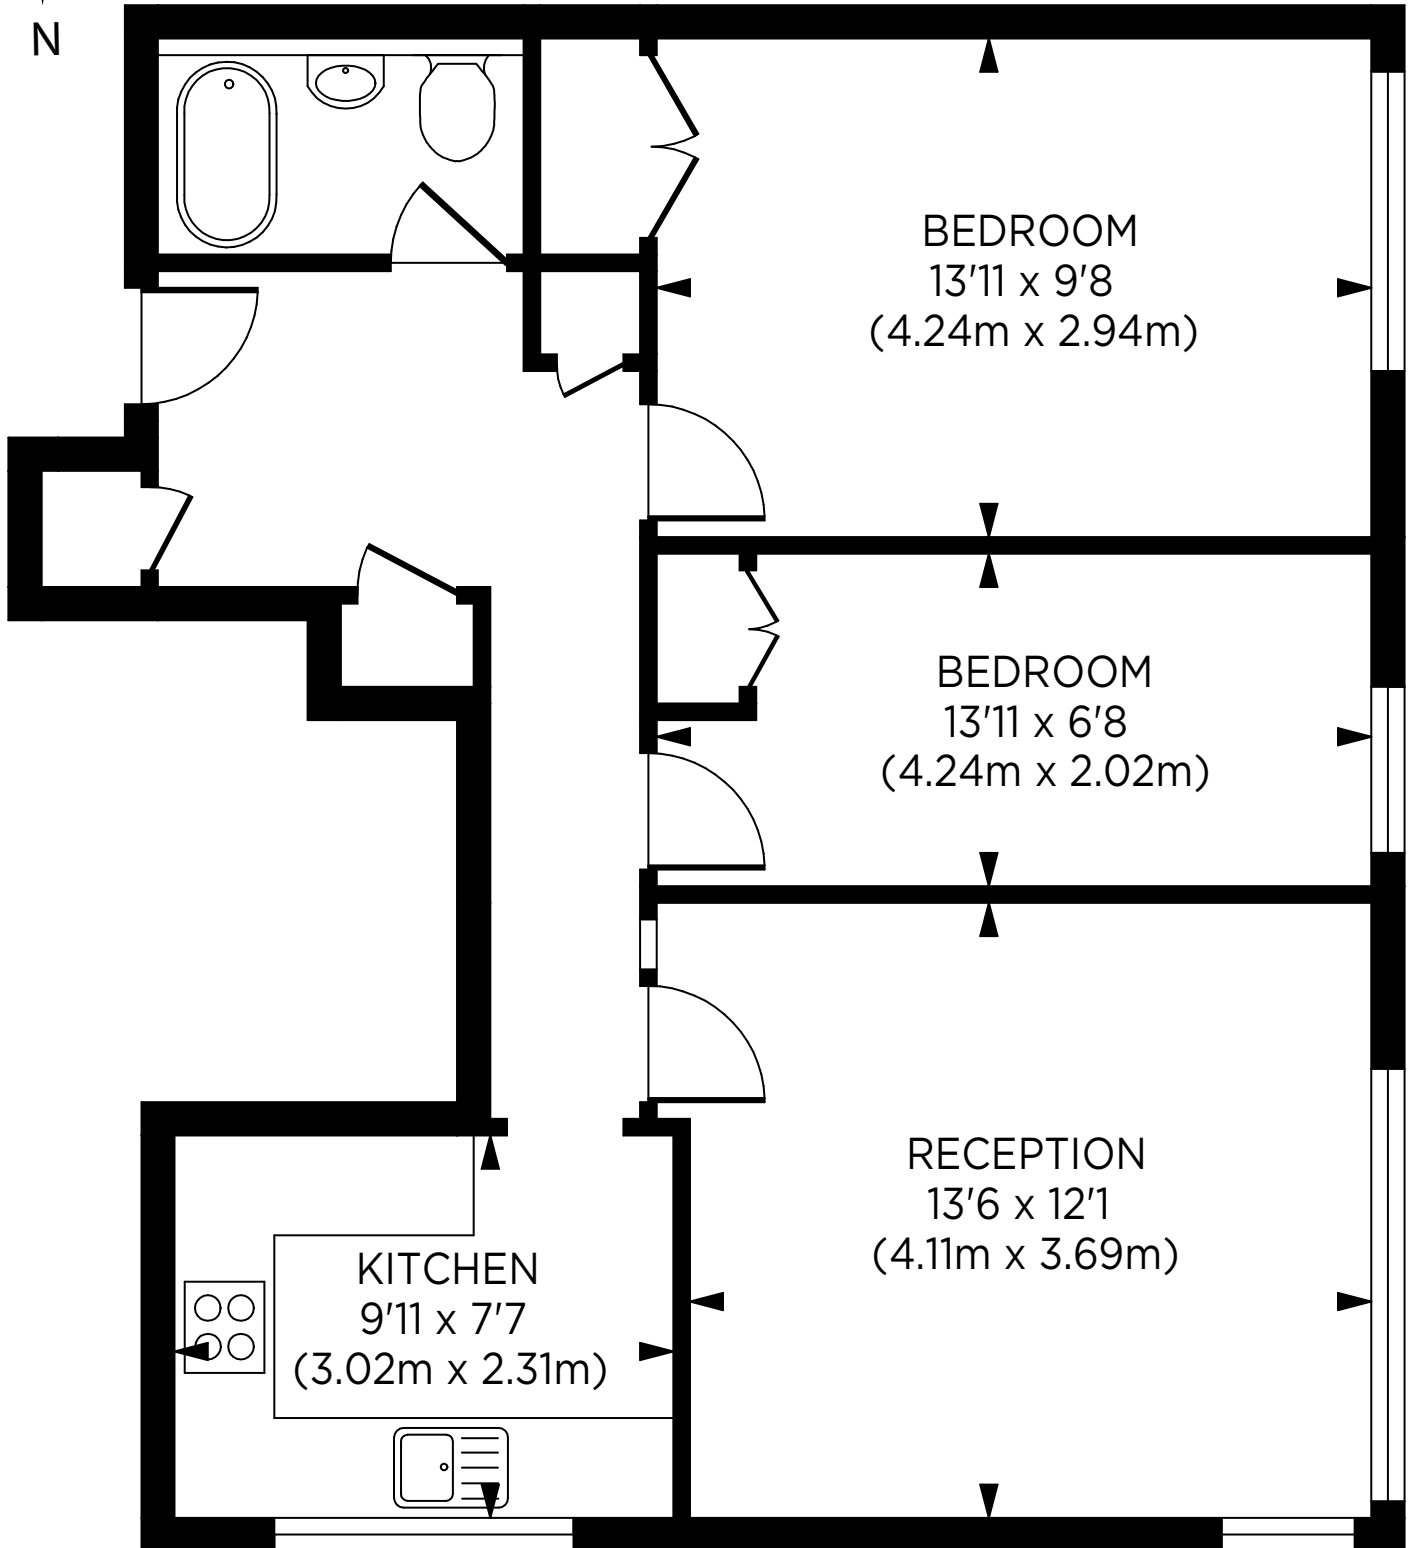 N
BEDROOM
13'11 x 9'8
(4.24m x 2.94m)
BEDROOM
13'11 x 6'8
(4.24m x 2.02m)
RECEPTION
13'6 x 12'1
(4.11m x 3.69m)
KITCHEN
9'11 x 7'7
(3.02m x 2.31m)